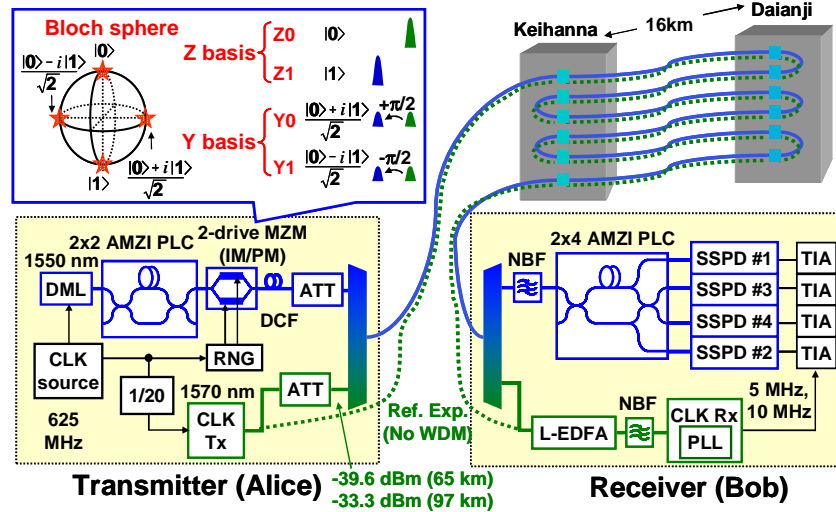 Bloch sphere
|0⟩
|0⟩-i|1⟩
√2
|1⟩
|0⟩+i|1⟩
√2
Z basis
Z0
|0⟩
Z1
|1⟩
Y basis
Y0
|0⟩+i|1⟩
√2
+π/2
Y1
|0⟩-i|1⟩
√2
-π/2
Keihanna
16km
Daianji
2x2 AMZI PLC
2-drive MZM
(IM/PM)
1550 nm
DML
DCF
ATT
CLK
source
RNG
1/20
1570 nm
ATT
625
MHz
CLK
Tx
Ref. Exp.
(No WDM)
-39.6 dBm (65 km)
-33.3 dBm (97 km)
Transmitter (Alice)
NBF
2x4 AMZI PLC
SSPD #1
TIA
SSPD #3
TIA
SSPD #4
TIA
SSPD #2
TIA
5 MHz,
10 MHz
L-EDFA
NBF
CLK Rx
PLL
Receiver (Bob)